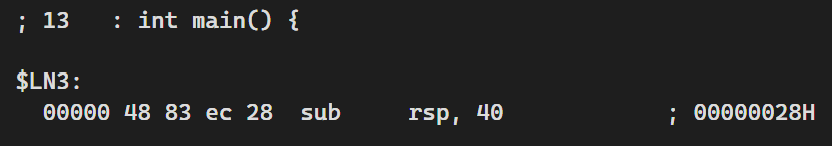 ; 13   : int main() {
$LN3:
  00000 48 83 ec 28  sub     rsp, 40            ; 00000028H